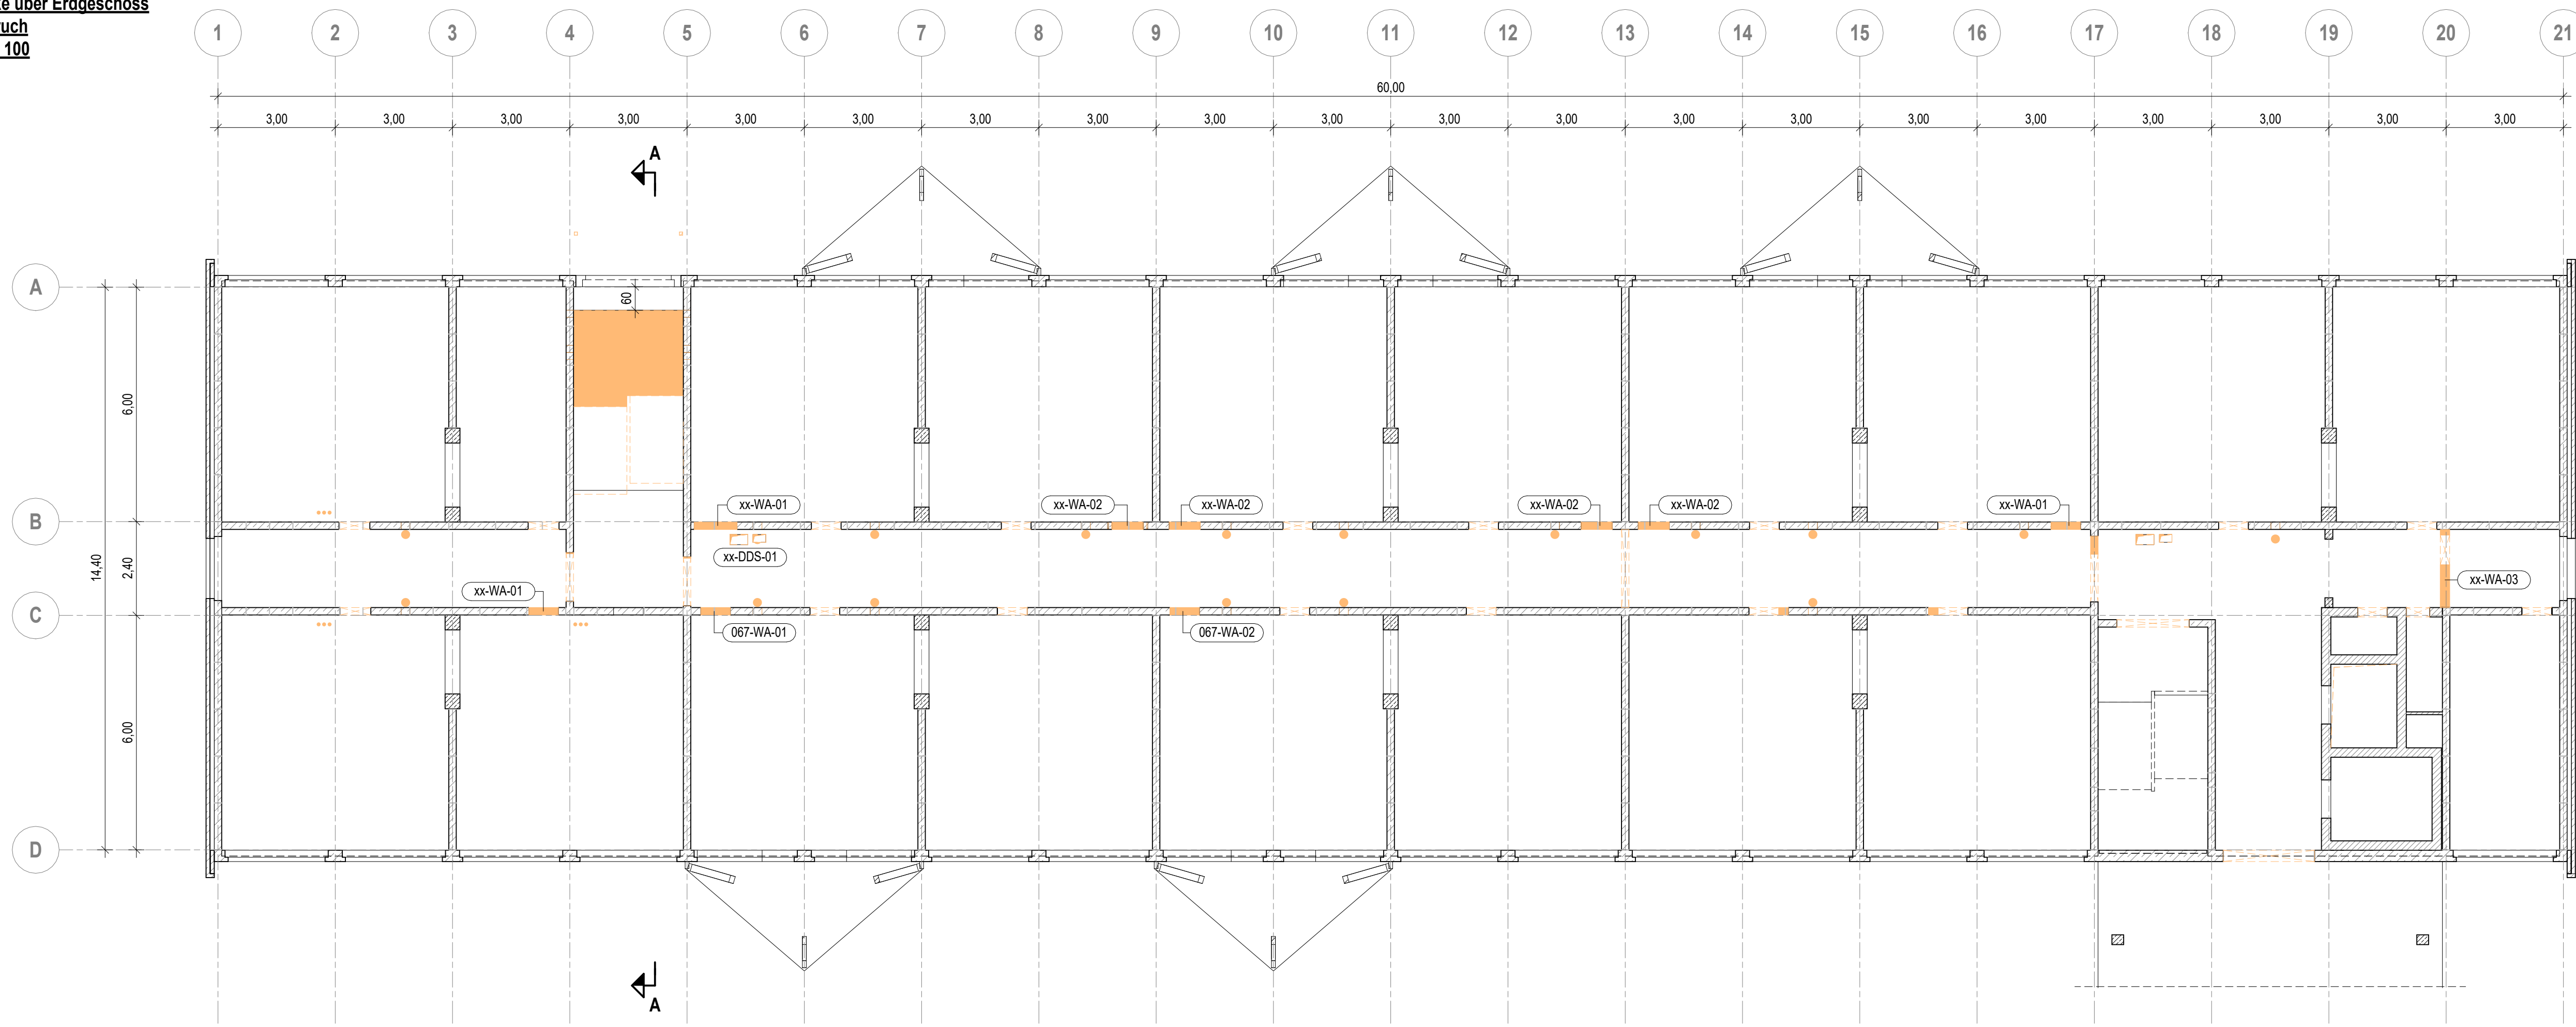 über Erdgeschoss
100
1 2 3 4 5 6 7 8 9 10 11 12 13 14 15 16 17 18 19 20 21
60,00
3,00 3,00 3,00 3,00 3,00 3,00 3,00 3,00 3,00 3,00 3,00 3,00 3,00 3,00 3,00 3,00 3,00 3,00 3,00 3,00
A
A
60
6,00
B
xx-WA-01 xx-WA-02 xx-WA-02 xx-WA-02 xx-WA-02 xx-WA-01
xx-DDS-01
14,40
2,40
xx-WA-01
xx-WA-03
C
067-WA-01 067-WA-02
6,00
D
A